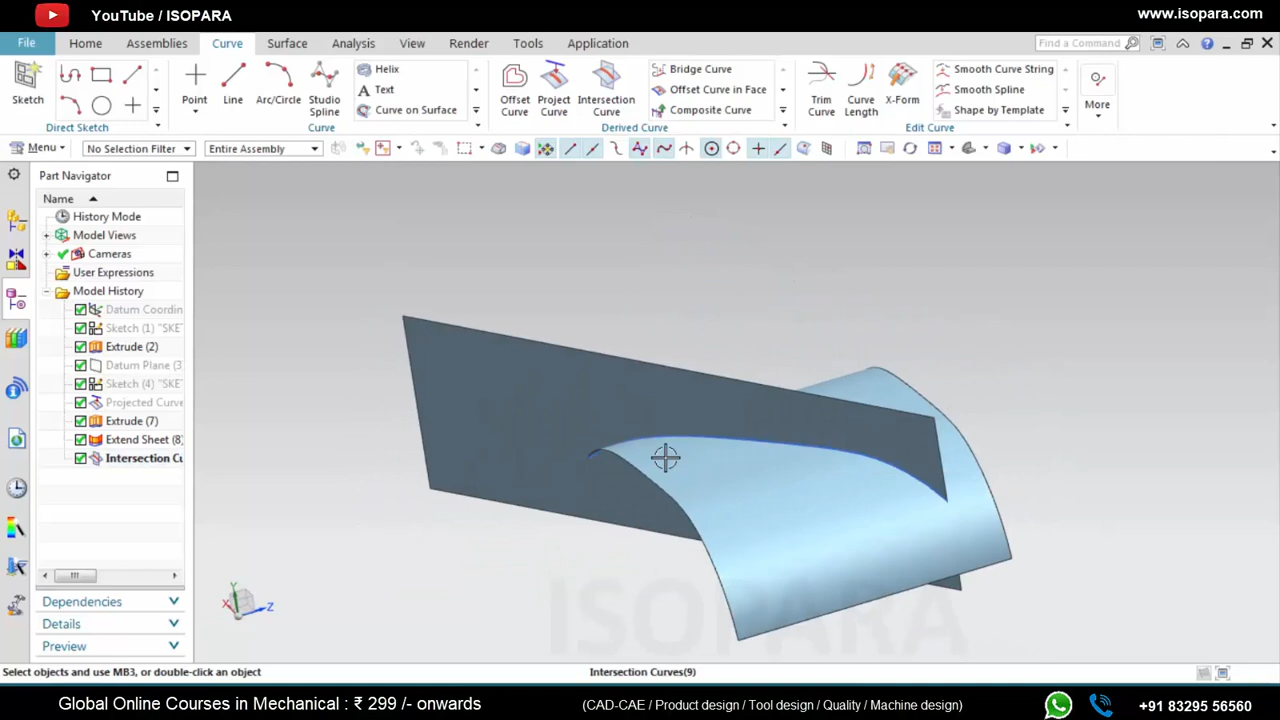 YouTube / ISOPARA
www.isopara.com
File Home Assemblies Curve Surface Analysis View Render Tools Application
Find a Command
Sketch
Point Line Arc/Circle Studio Spline
Helix
Text
Curve on Surface
Offset Curve Project Curve Intersection Curve
Bridge Curve
Offset Curve in Face
Composite Curve
Trim Curve Curve Length X-Form
Smooth Curve String
Smooth Spline
Shape by Template
More
Direct Sketch Curve Derived Curve Edit Curve
Menu No Selection Filter Entire Assembly
Part Navigator
Name
History Mode
Model Views
Cameras
User Expressions
Model History
Datum Coordin
Sketch (1) "SKE
Extrude (2)
Datum Plane (3
Sketch (4) "SKE
Projected Curve
Extrude (7)
Extend Sheet (8)
Intersection Cu
Dependencies
Details
Preview
X Y Z
ISOPARA
Select objects and use MB3, or double-click an object Intersection Curves(9)
Global Online Courses in Mechanical : ₹ 299 /- onwards (CAD-CAE / Product design / Tool design / Quality / Machine design) +91 83295 56560